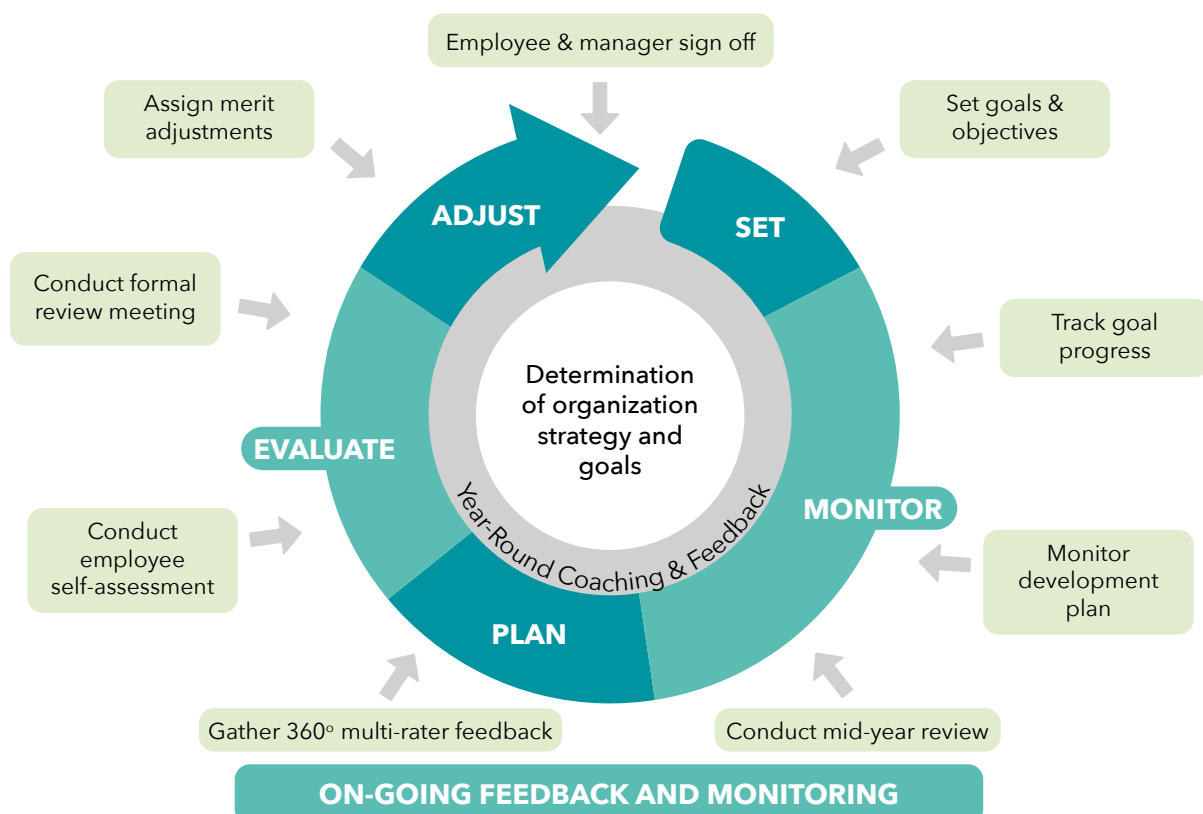 Employee & manager sign off
Assign merit
adjustments
Set goals &
objectives
ADJUST
SET
Conduct formal
review meeting
Track goal
progress
Determination
of organization
strategy and
goals
EVALUATE
MONITOR
Year-Round Coaching & Feedback
Conduct
employee
self-assessment
Monitor
development
plan
PLAN
Gather 360° multi-rater feedback
Conduct mid-year review
ON-GOING FEEDBACK AND MONITORING